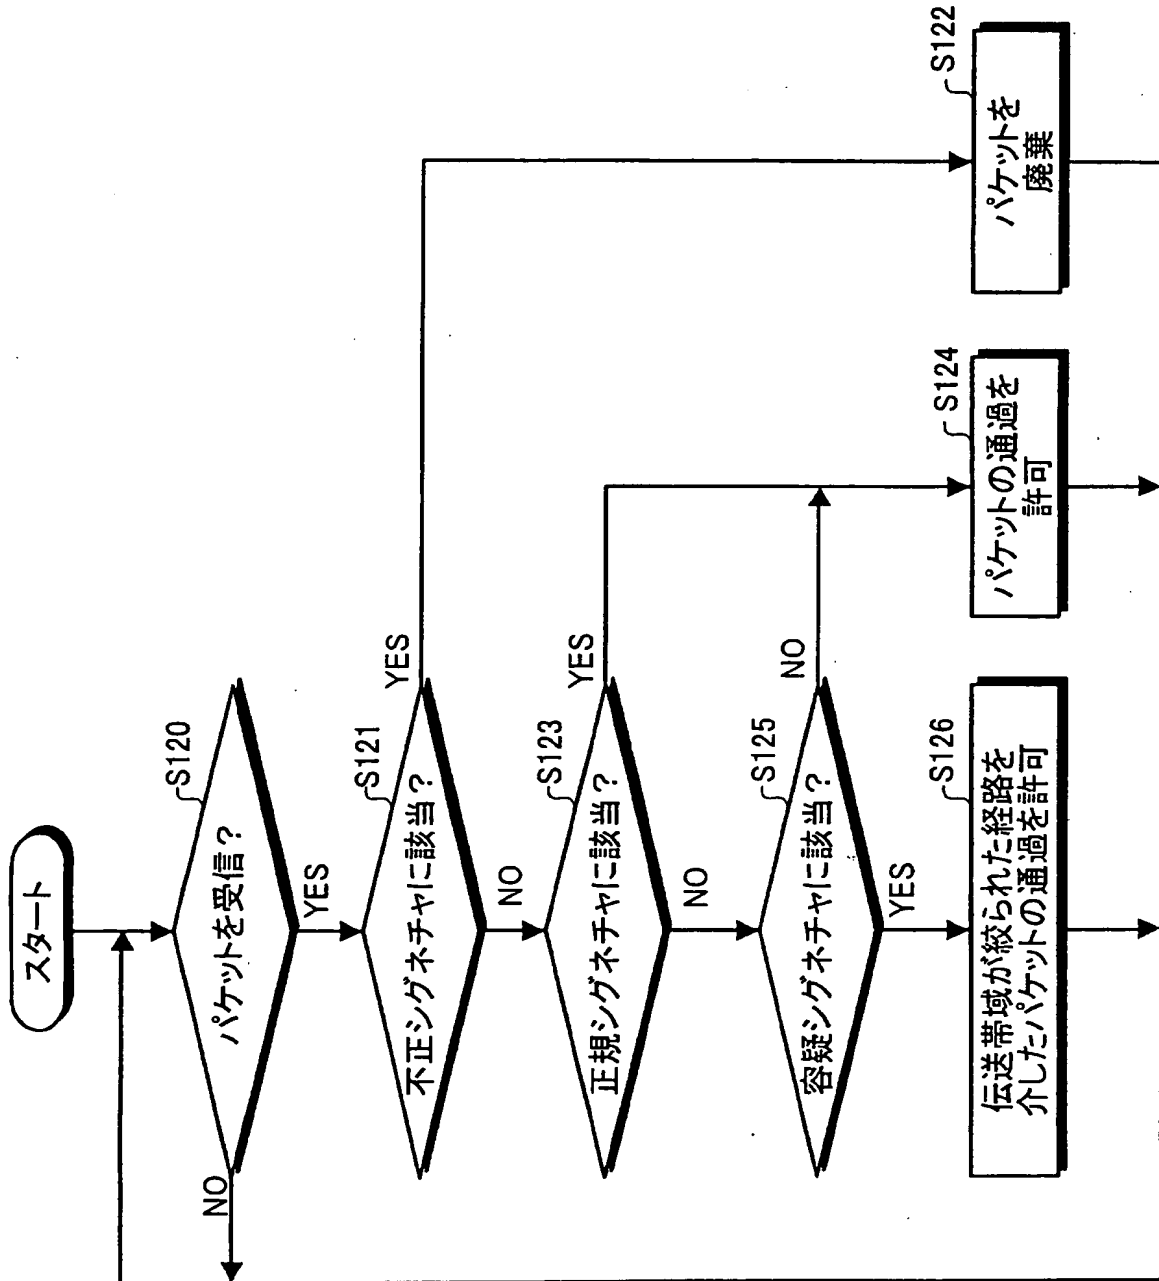 スタート
S120
パケットを受信？
NO
YES
S121
不正シグネチャに該当？
YES
NO
S123
正規シグネチャに該当？
YES
NO
S125
容疑シグネチャに該当？
NO
YES
S126
伝送帯域が絞られた経路を
介したパケットの通過を許可
S124
パケットの通過を
許可
S122
パケットを
廃棄